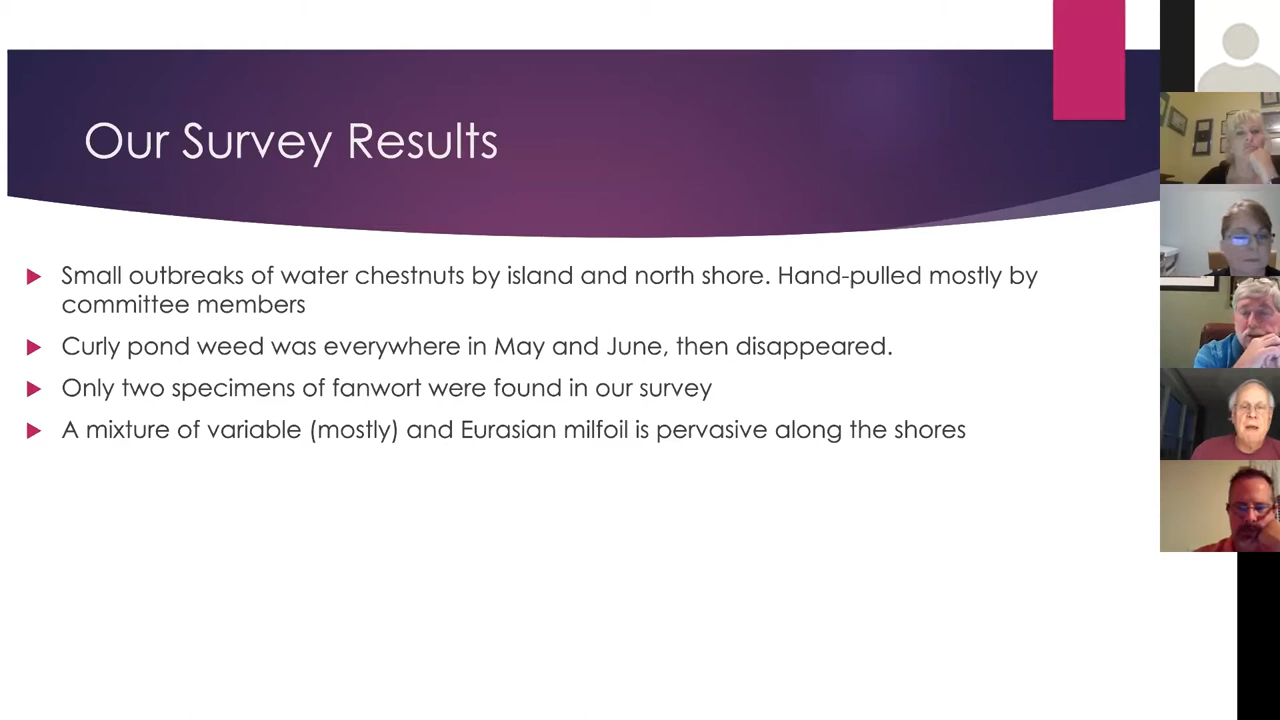 Our Survey Results
Small outbreaks of water chestnuts by island and north shore. Hand-pulled mostly by
committee members
Curly pond weed was everywhere in May and June, then disappeared.
Only two specimens of fanwort were found in our survey
A mixture of variable (mostly) and Eurasian milfoil is pervasive along the shores